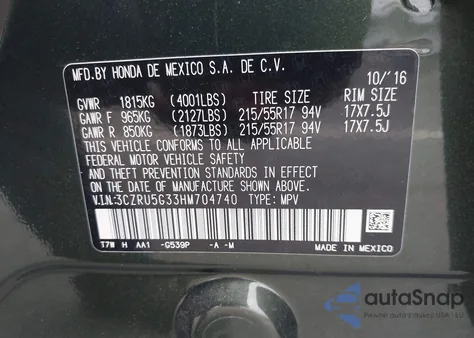 MFD.BY HONDA DE MEXICO S.A. DE C.V.
10/'16
GVWR 1815KG (4001LBS) TIRE SIZE RIM SIZE
GAWR F 965KG (2127LBS) 215/55R17 94V 17X7.5J
GAWR R 850KG (1873LBS) 215/55R17 94V 17X7.5J
THIS VEHICLE CONFORMS TO ALL APPLICABLE
FEDERAL MOTOR VEHICLE SAFETY
AND THEFT PREVENTION STANDARDS IN EFFECT
ON THE DATE OF MANUFACTURE SHOWN ABOVE.
V.I.N:3CZRU5G33HM704740 TYPE: MPV
T7W H AA1 -G539P -A -M
MADE IN MEXICO
autoSnap